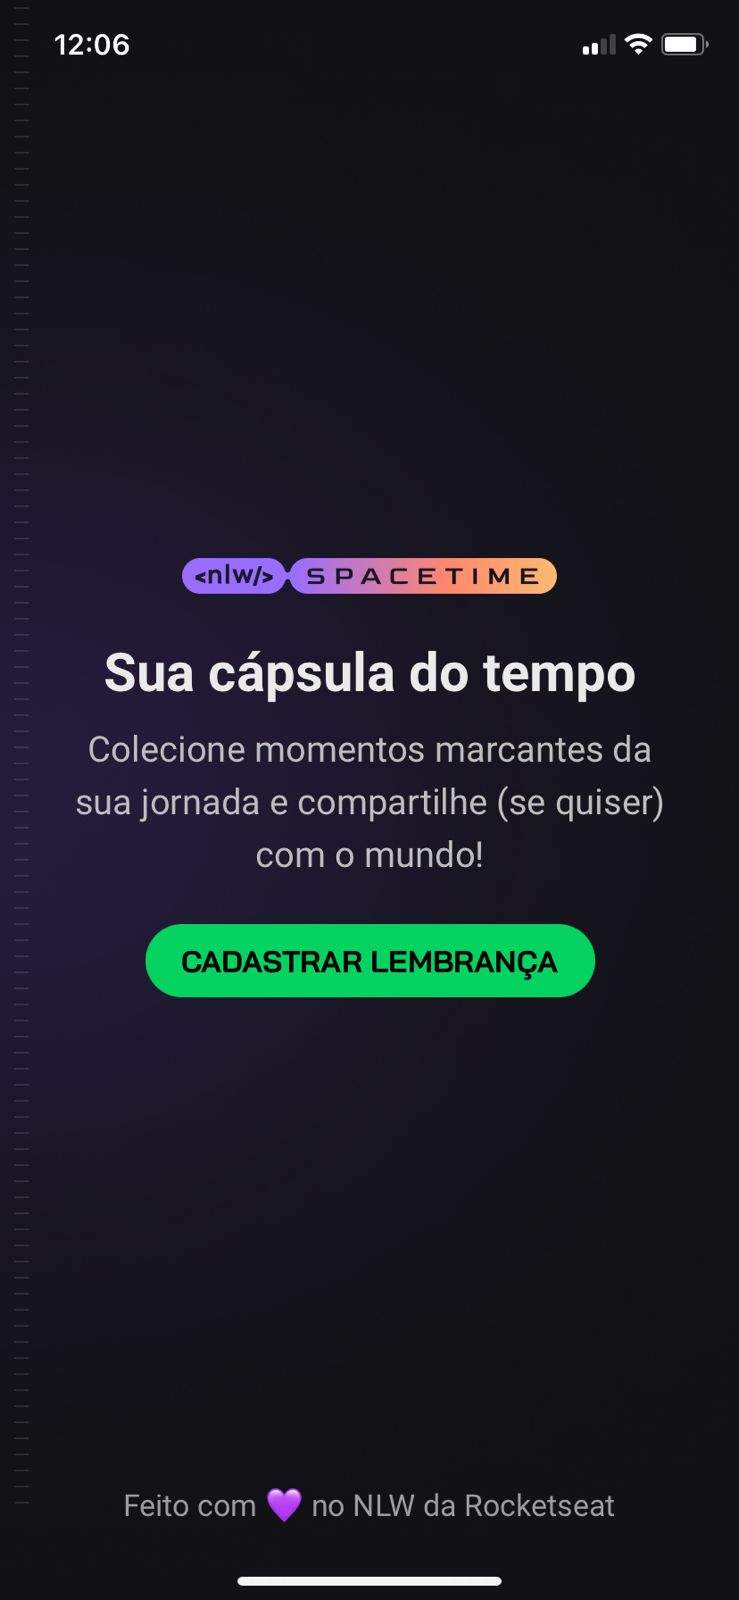 12:06
<nlw/> SPACETIME
Sua cápsula do tempo
Colecione momentos marcantes da
sua jornada e compartilhe (se quiser)
com o mundo!
CADASTRAR LEMBRANÇA
Feito com 💜 no NLW da Rocketseat